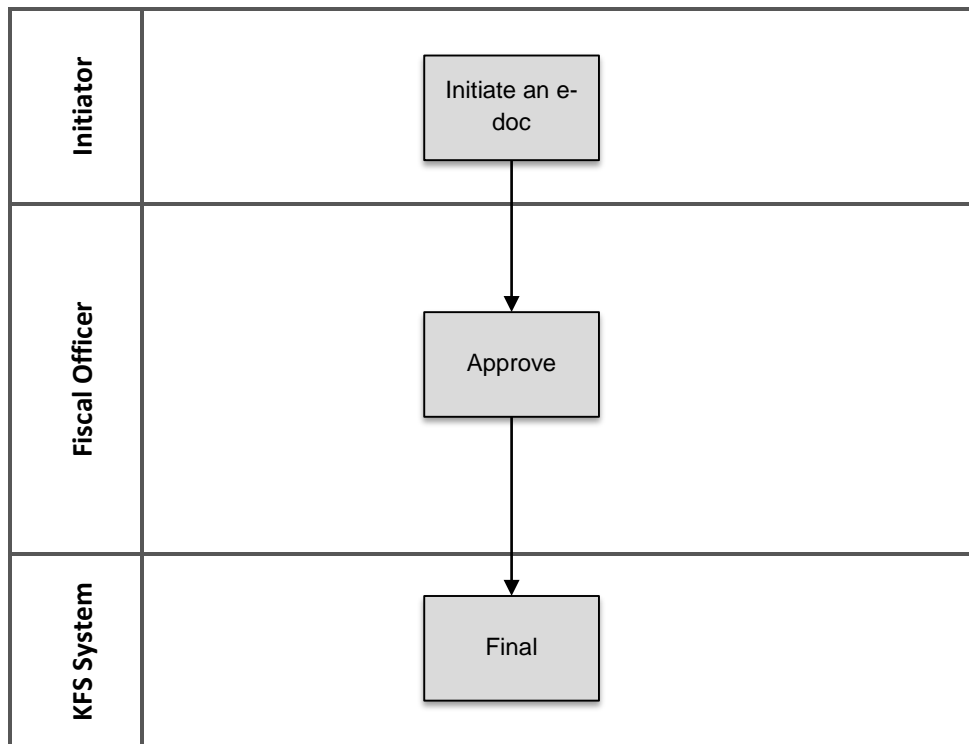 Initiator
Initiate an e-
doc
Fiscal Officer
Approve
KFS System
Final